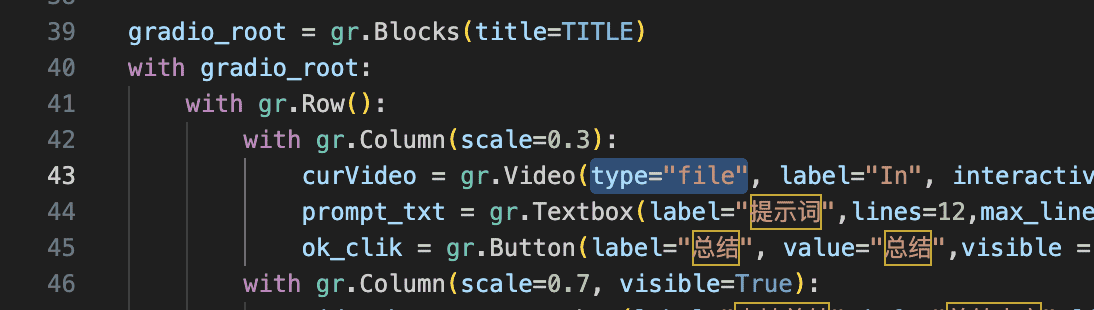 39 gradio_root = gr.Blocks(title=TITLE)
40 with gradio_root:
41 with gr.Row():
42 with gr.Column(scale=0.3):
43 curVideo = gr.Video(type="file", label="In", interactiv
44 prompt_txt = gr.Textbox(label="提示词",lines=12,max_line
45 ok_clik = gr.Button(label="总结", value="总结",visible =
46 with gr.Column(scale=0.7, visible=True):